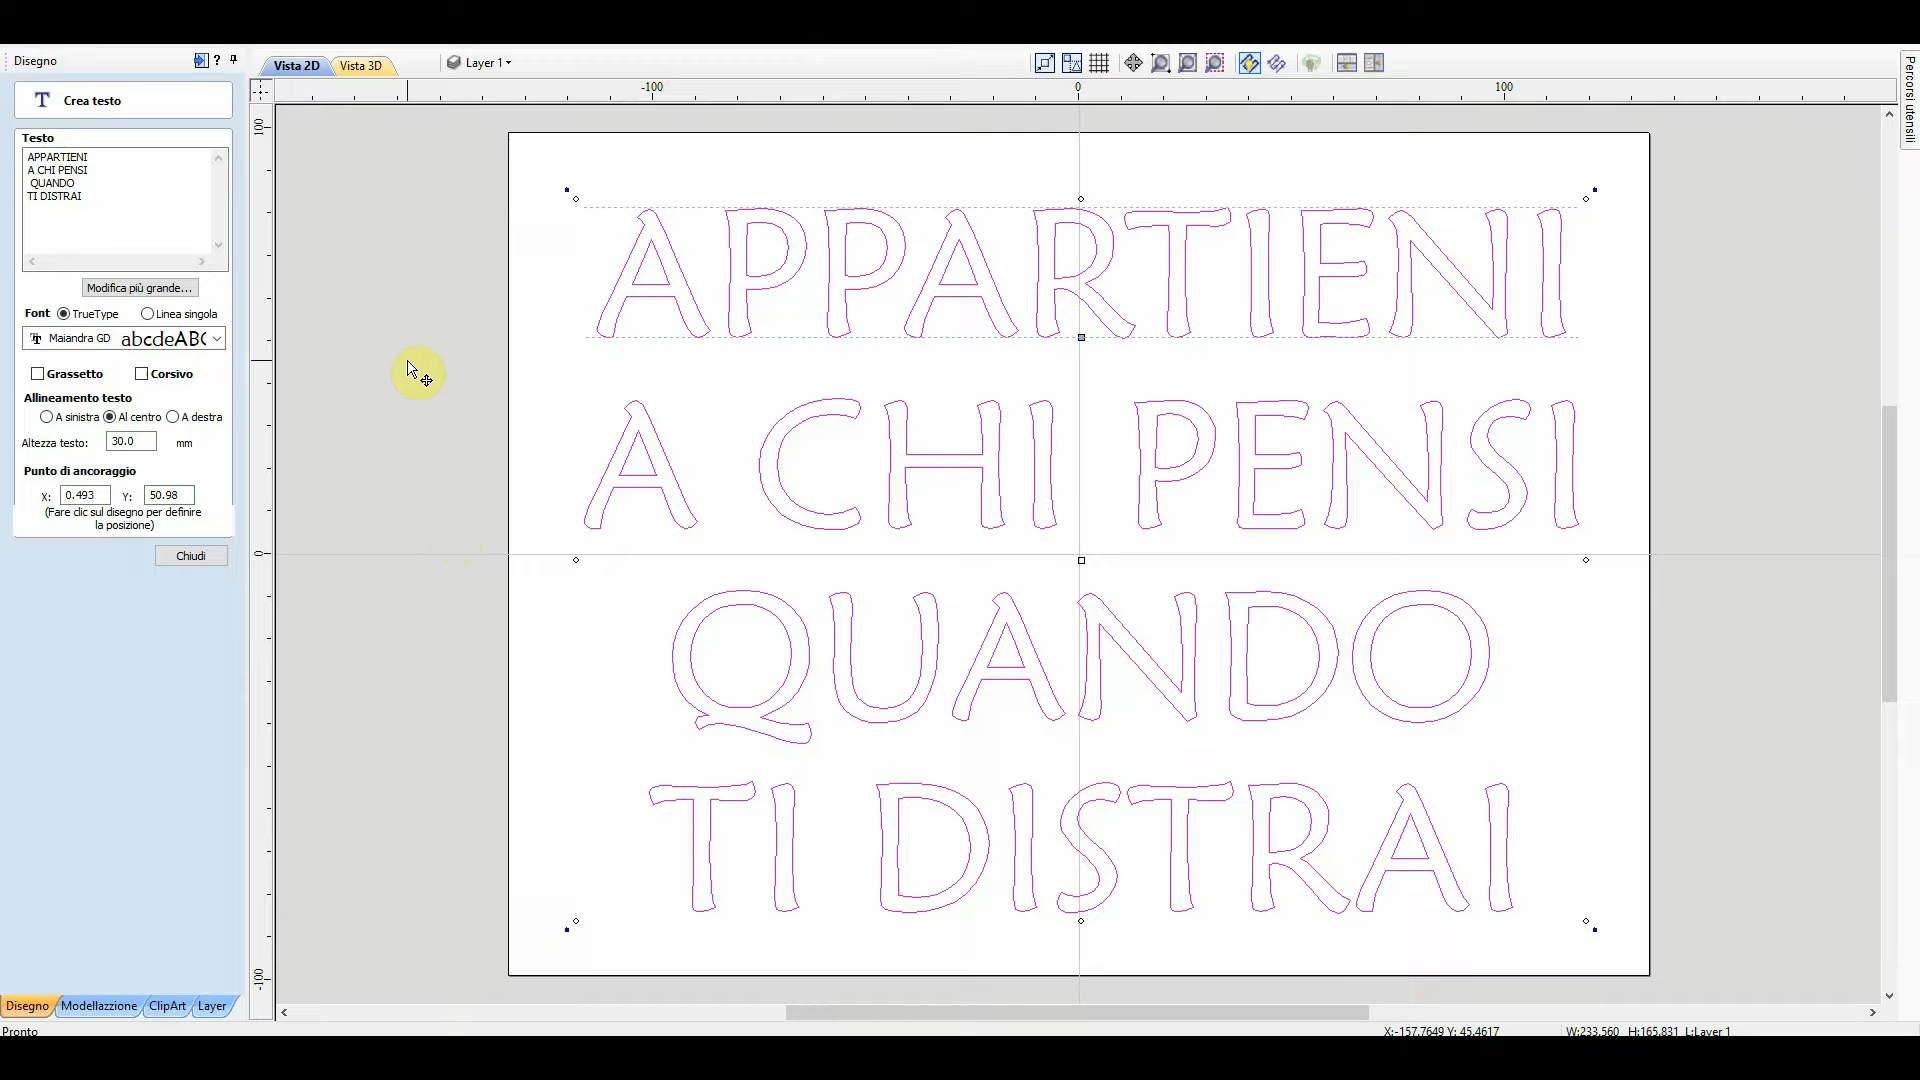 Disegno ?
Vista 2D Vista 3D Layer 1
Crea testo
-100 0 100
Testo
APPARTIENI
A CHI PENSI
QUANDO
TI DISTRAI
Modifica più grande...
Font TrueType Linea singola
Maiandra GD abcdeABC
Grassetto Corsivo
Allineamento testo
A sinistra Al centro A destra
Altezza testo: 30.0 mm
Punto di ancoraggio
X: 0.493 Y: 50.98
(Fare clic sul disegno per definire
la posizione)
Chiudi
100
0
-100
APPARTIENI
A CHI PENSI
QUANDO
TI DISTRAI
Percorsi utensili
Disegno Modellazzione ClipArt Layer
Pronto X:-157.7649 Y: 45.4617 W:233.560 H:165.831 L:Layer 1